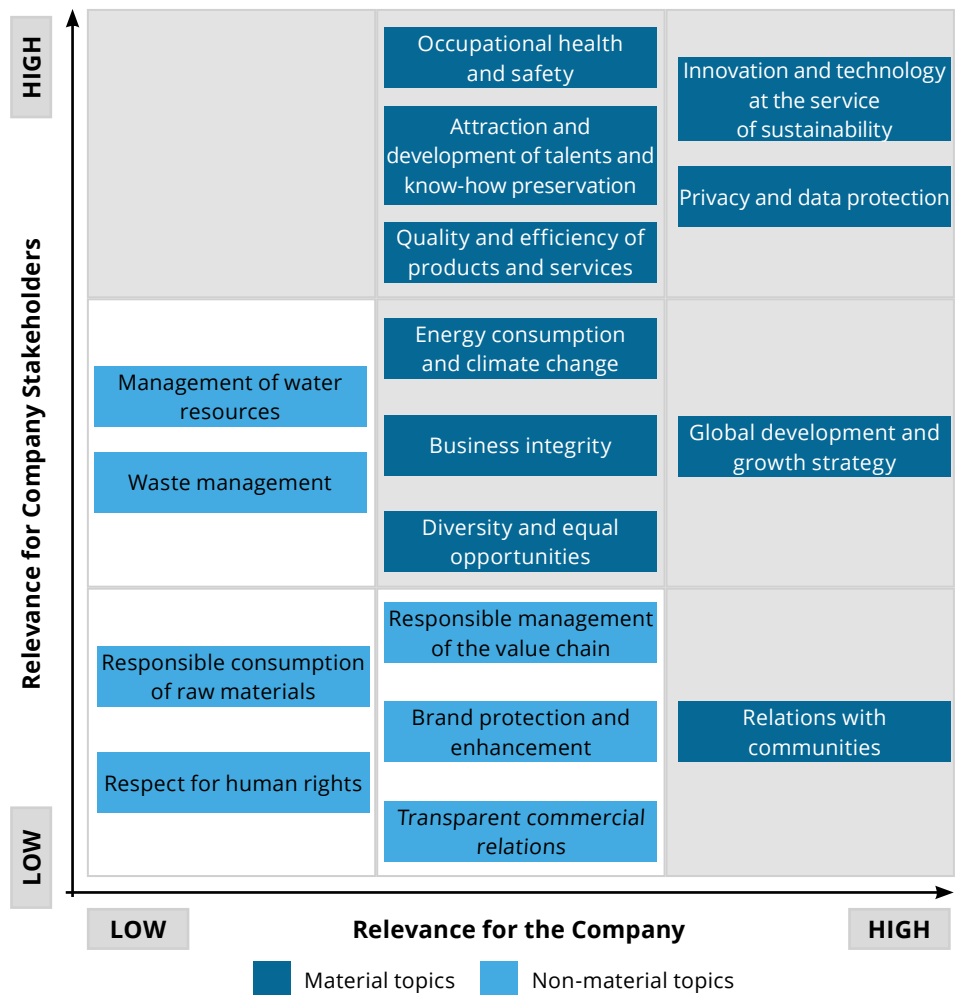 HIGH
Relevance for Company Stakeholders
LOW
Occupational health
and safety
Attraction and
development of talents and
know-how preservation
Quality and efficiency of
products and services
Innovation and technology
at the service
of sustainability
Privacy and data protection
Management of water
resources
Waste management
Energy consumption
and climate change
Business integrity
Diversity and equal
opportunities
Global development and
growth strategy
Responsible consumption
of raw materials
Respect for human rights
Responsible management
of the value chain
Brand protection and
enhancement
Transparent commercial
relations
Relations with
communities
LOW
Relevance for the Company
HIGH
Material topics
Non-material topics